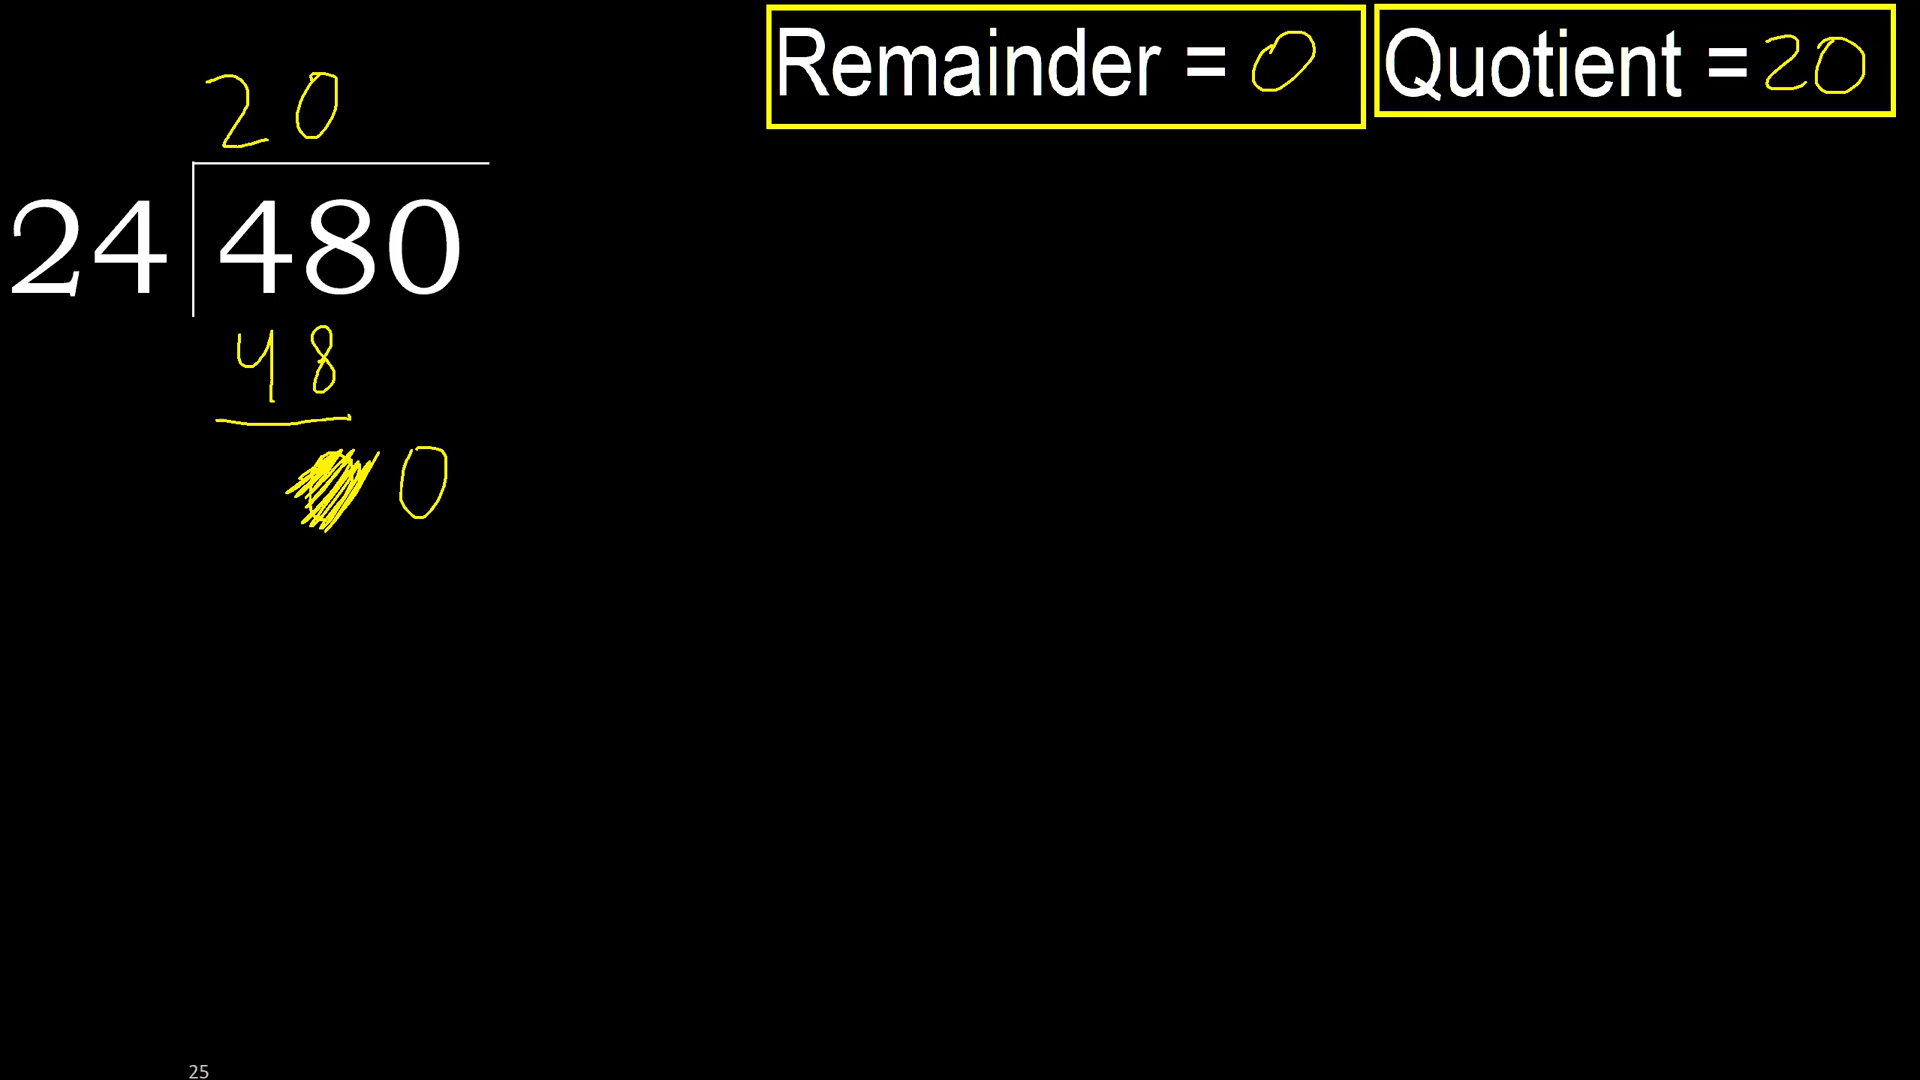 Remainder = 0
Quotient = 20
20
24 480
48
0
25